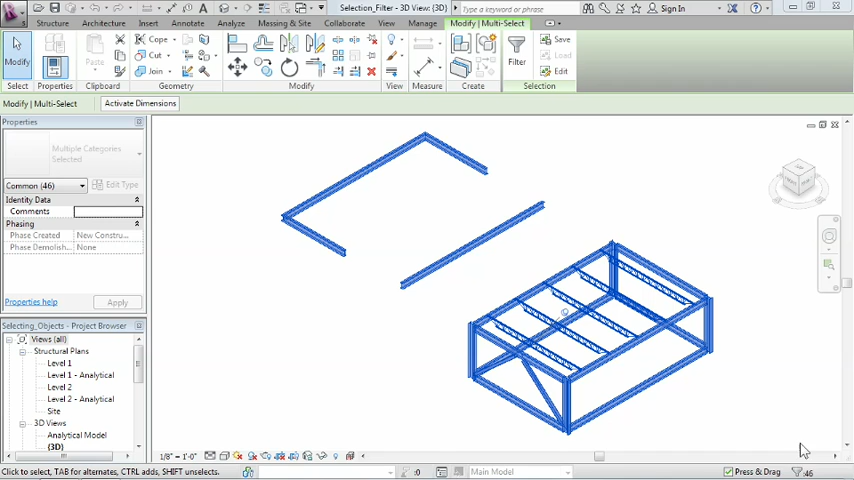 Selection_Filter - 3D View: {3D}
Type a keyword or phrase
Sign In
Structure Architecture Insert Annotate Analyze Massing & Site Collaborate View Manage Modify | Multi-Select
Modify
Paste
Cope
Cut
Join
Filter
Save
Load
Edit
Select Properties Clipboard Geometry Modify View Measure Create Selection
Modify | Multi-Select Activate Dimensions
Properties
Multiple Categories
Selected
Common (46) Edit Type
Identity Data
Comments
Phasing
Phase Created New Constru...
Phase Demolish... None
Properties help Apply
Selecting_Objects - Project Browser
Views (all)
Structural Plans
Level 1
Level 1 - Analytical
Level 2
Level 2 - Analytical
Site
3D Views
Analytical Model
{3D}
1/8" = 1'-0"
Click to select, TAB for alternates, CTRL adds, SHIFT unselects.
:0 Main Model Press & Drag :46